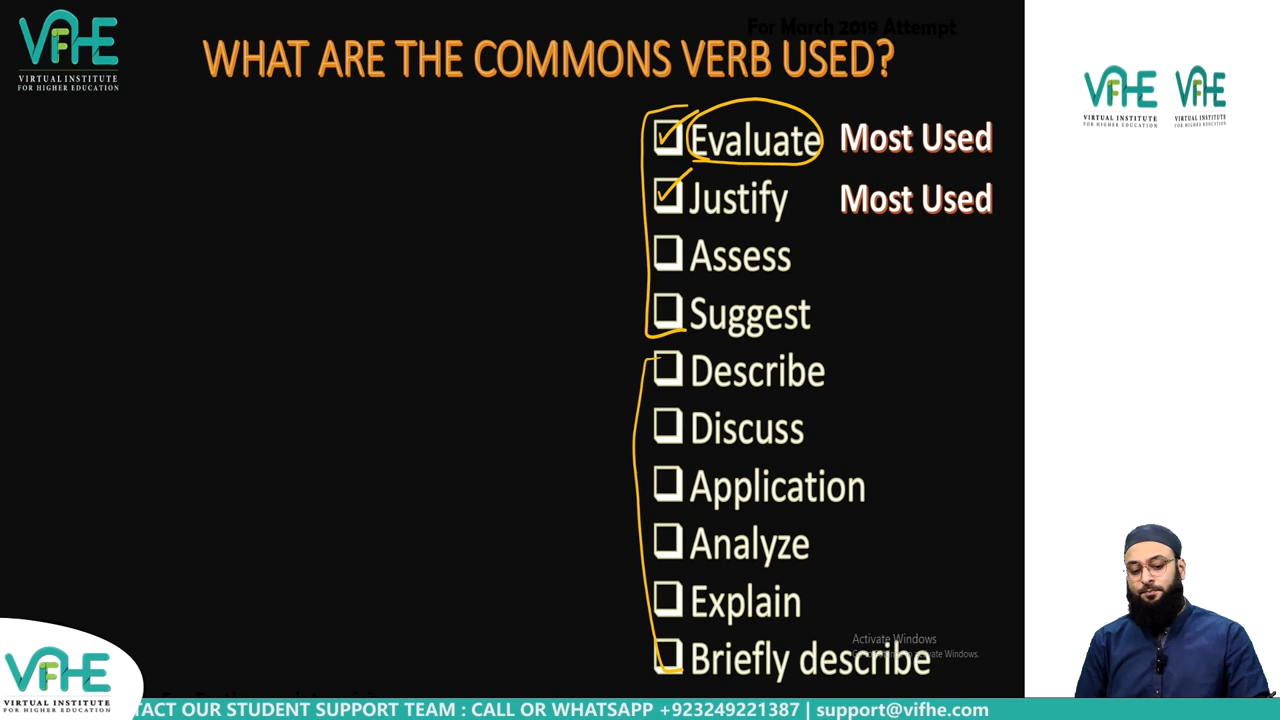 For March 2019 Attempt
VIFHE
VIRTUAL INSTITUTE
FOR HIGHER EDUCATION
WHAT ARE THE COMMONS VERB USED?
VIFHE
VIRTUAL INSTITUTE
FOR HIGHER EDUCATION
VIFHE
VIRTUAL INSTITUTE
FOR HIGHER EDUCATION
Evaluate Most Used
Justify Most Used
Assess
Suggest
Describe
Discuss
Application
Analyze
Explain
Briefly describe
Activate Windows
activate Windows.
VIFHE
VIRTUAL INSTITUTE
FOR HIGHER EDUCATION
TACT OUR STUDENT SUPPORT TEAM : CALL OR WHATSAPP +923249221387 | support@vifhe.com